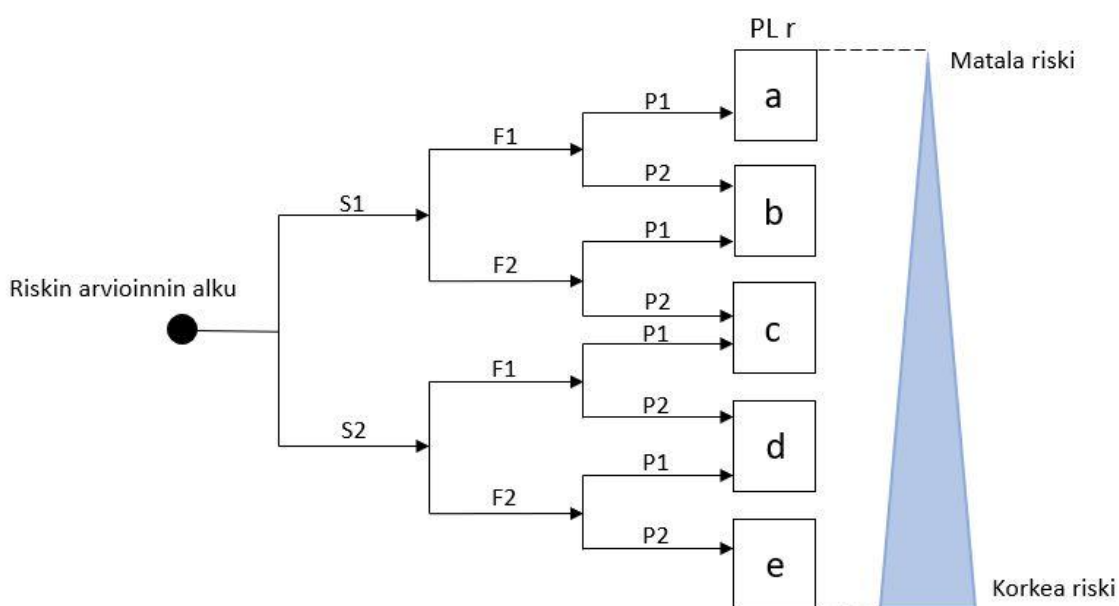 PL r
Matala riski
a
P1
F1
P2
b
S1
P1
F2
Riskin arvioinnin alku
P2
c
P1
F1
P2
S2
d
P1
F2
P2
e
Korkea riski